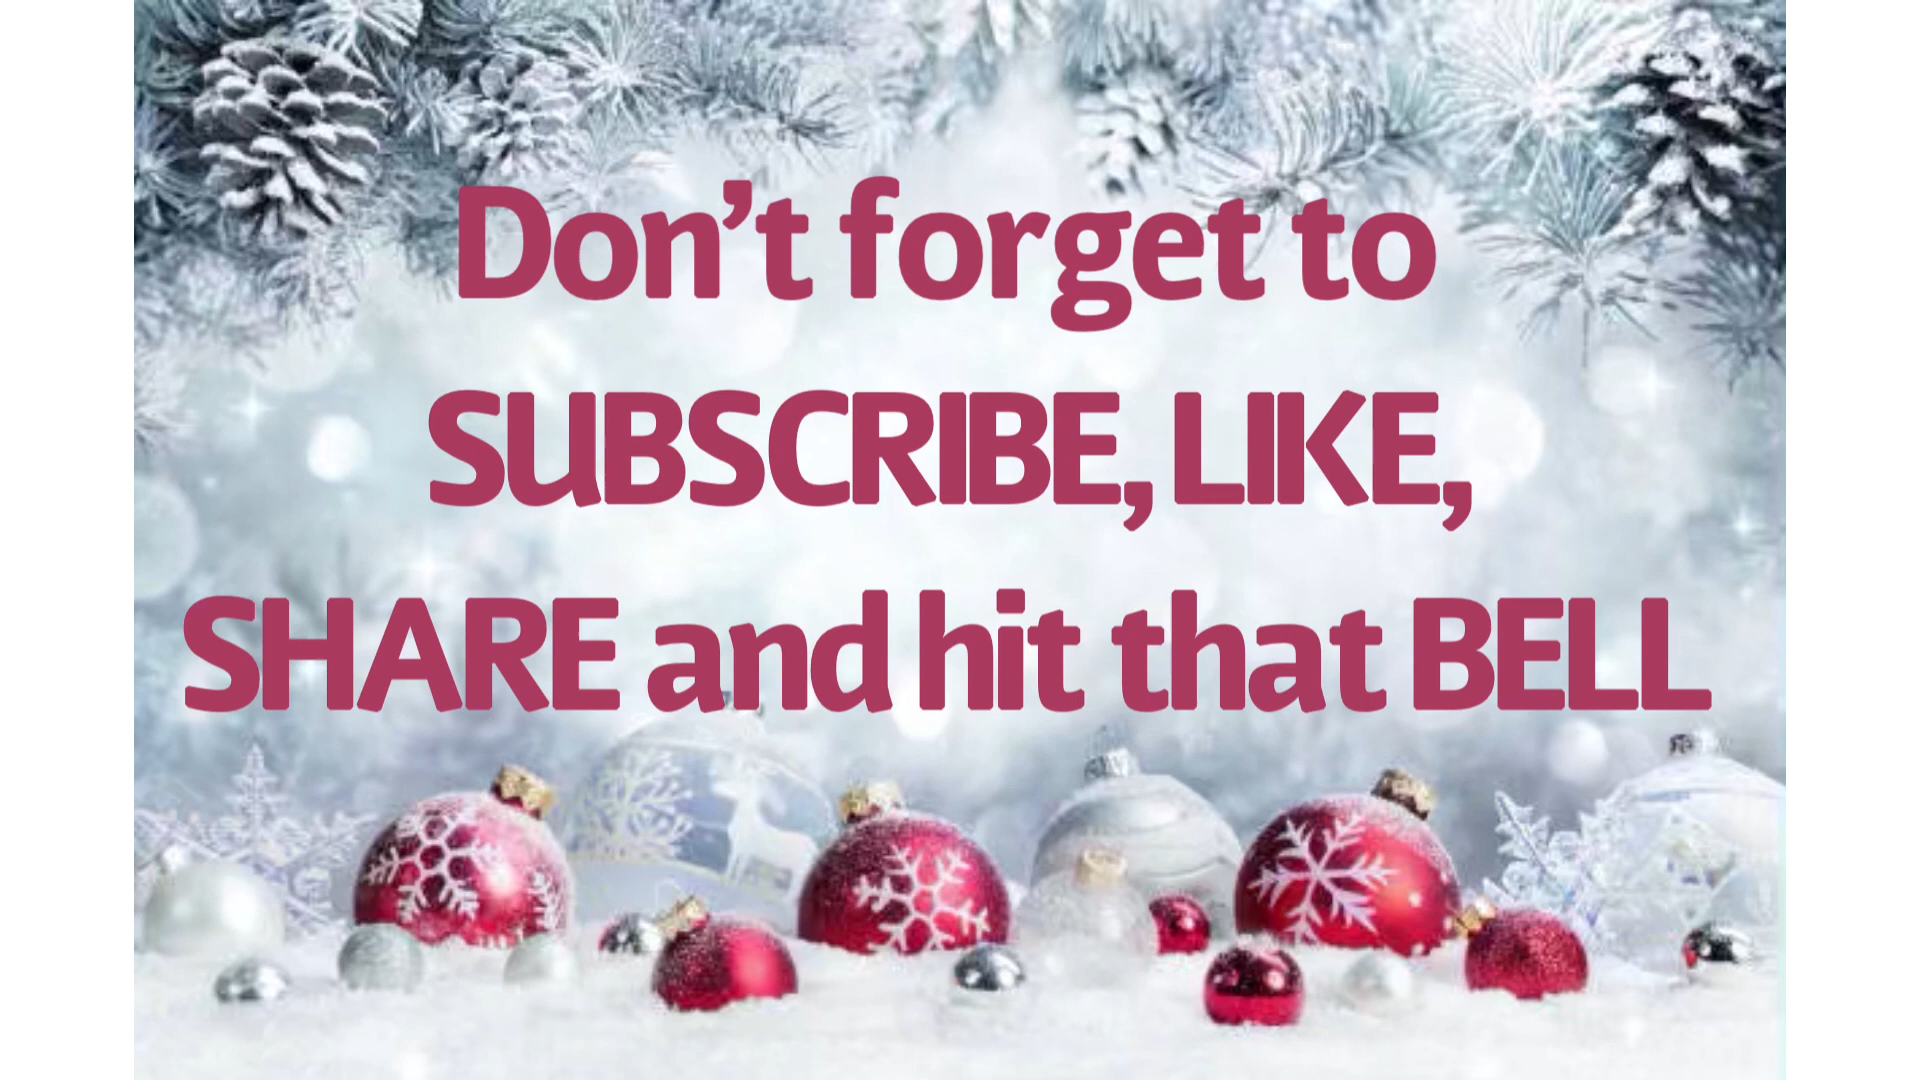 Don’t forget to
SUBSCRIBE, LIKE,
SHARE and hit that BELL